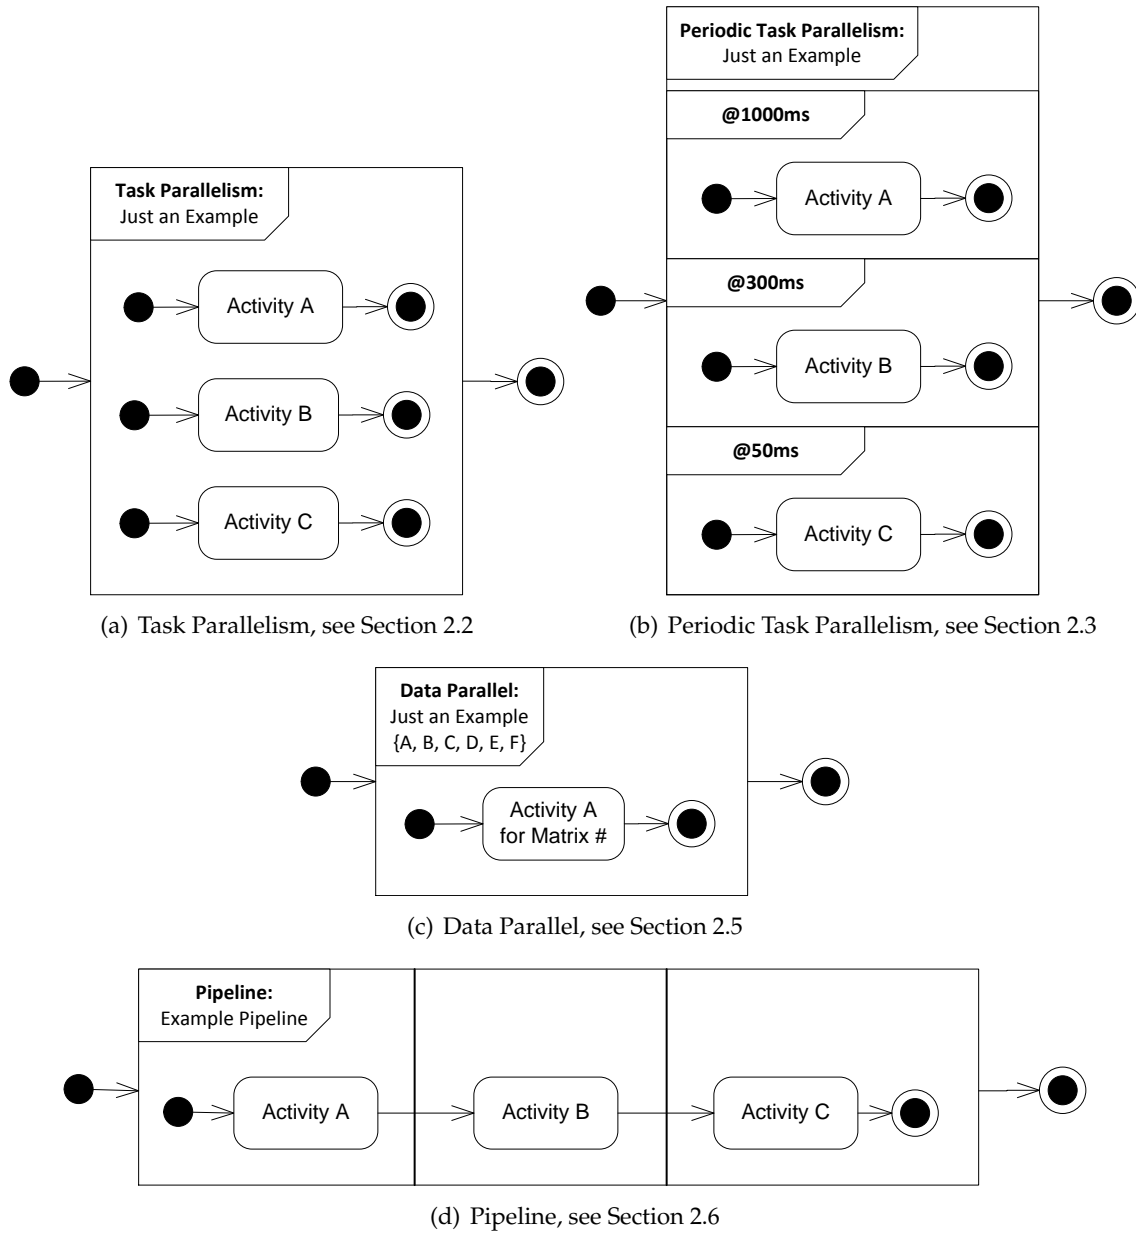 Task Parallelism:
Just an Example
Activity A
Activity B
Activity C
(a) Task Parallelism, see Section 2.2
Periodic Task Parallelism:
Just an Example
@1000ms
Activity A
@300ms
Activity B
@50ms
Activity C
(b) Periodic Task Parallelism, see Section 2.3
Data Parallel:
Just an Example
{A, B, C, D, E, F}
Activity A
for Matrix #
(c) Data Parallel, see Section 2.5
Pipeline:
Example Pipeline
Activity A
Activity B
Activity C
(d) Pipeline, see Section 2.6